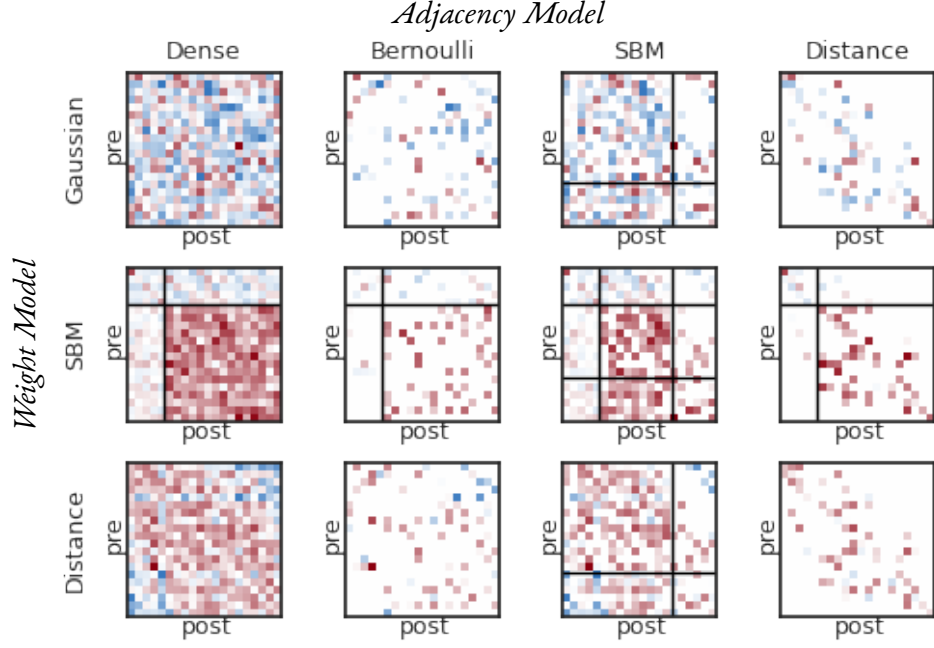 Adjacency Model
Dense Bernoulli SBM Distance
Weight Model
Gaussian
pre pre pre pre
post post post post
SBM
pre pre pre pre
post post post post
Distance
pre pre pre pre
post post post post